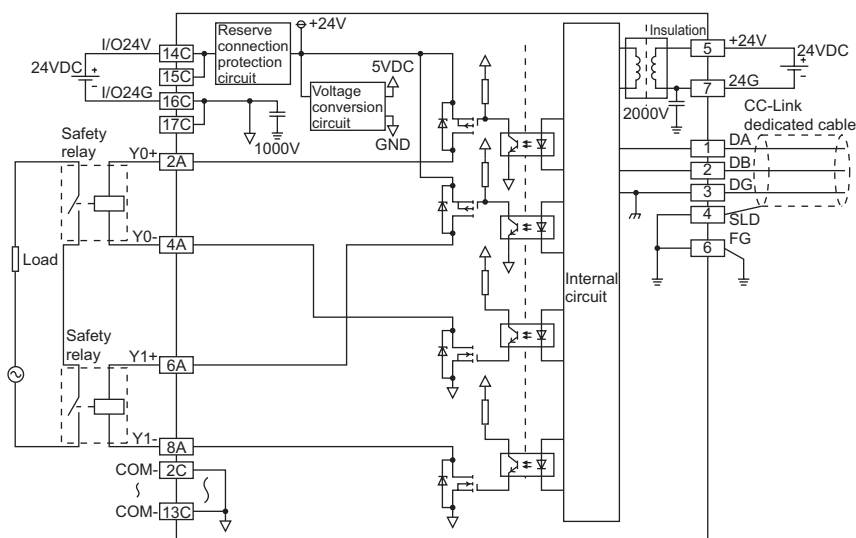 I/O24V
14C
Reserve
connection
protection
circuit
+24V
24VDC
+
-
15C
I/O24G
16C
17C
1000V
Voltage
conversion
circuit
5VDC
GND
Insulation
5
+24V
24VDC
+
-
7
24G
2000V
CC-Link
dedicated cable
1
DA
2
DB
3
DG
4
SLD
6
FG
Internal
circuit
Safety
relay
Y0+
2A
Y0-
4A
Load
Safety
relay
Y1+
6A
Y1-
8A
COM-
2C
COM-
13C